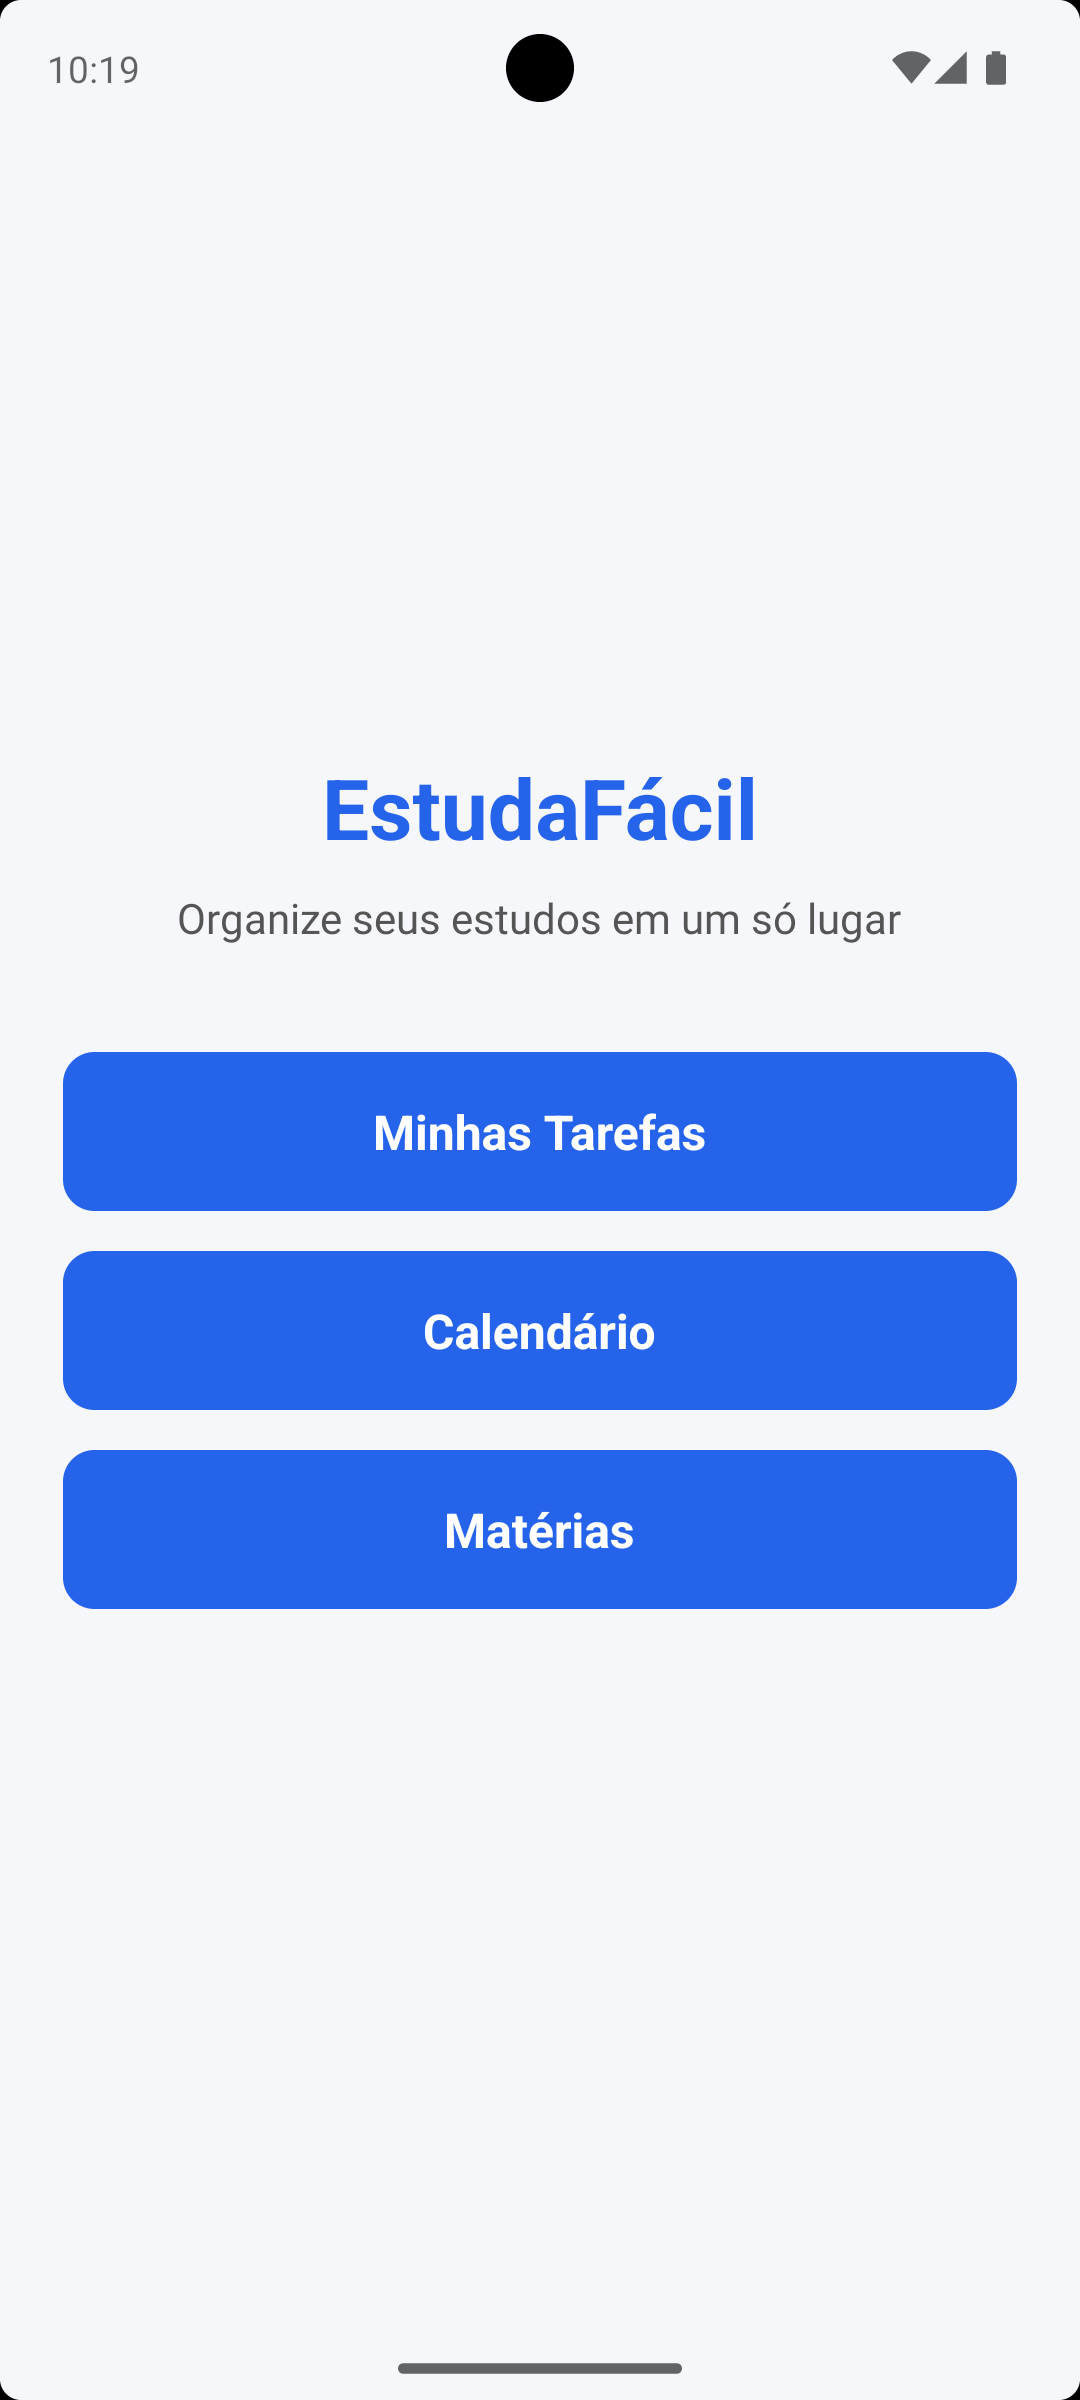 10:19
EstudaFácil
Organize seus estudos em um só lugar
Minhas Tarefas
Calendário
Matérias